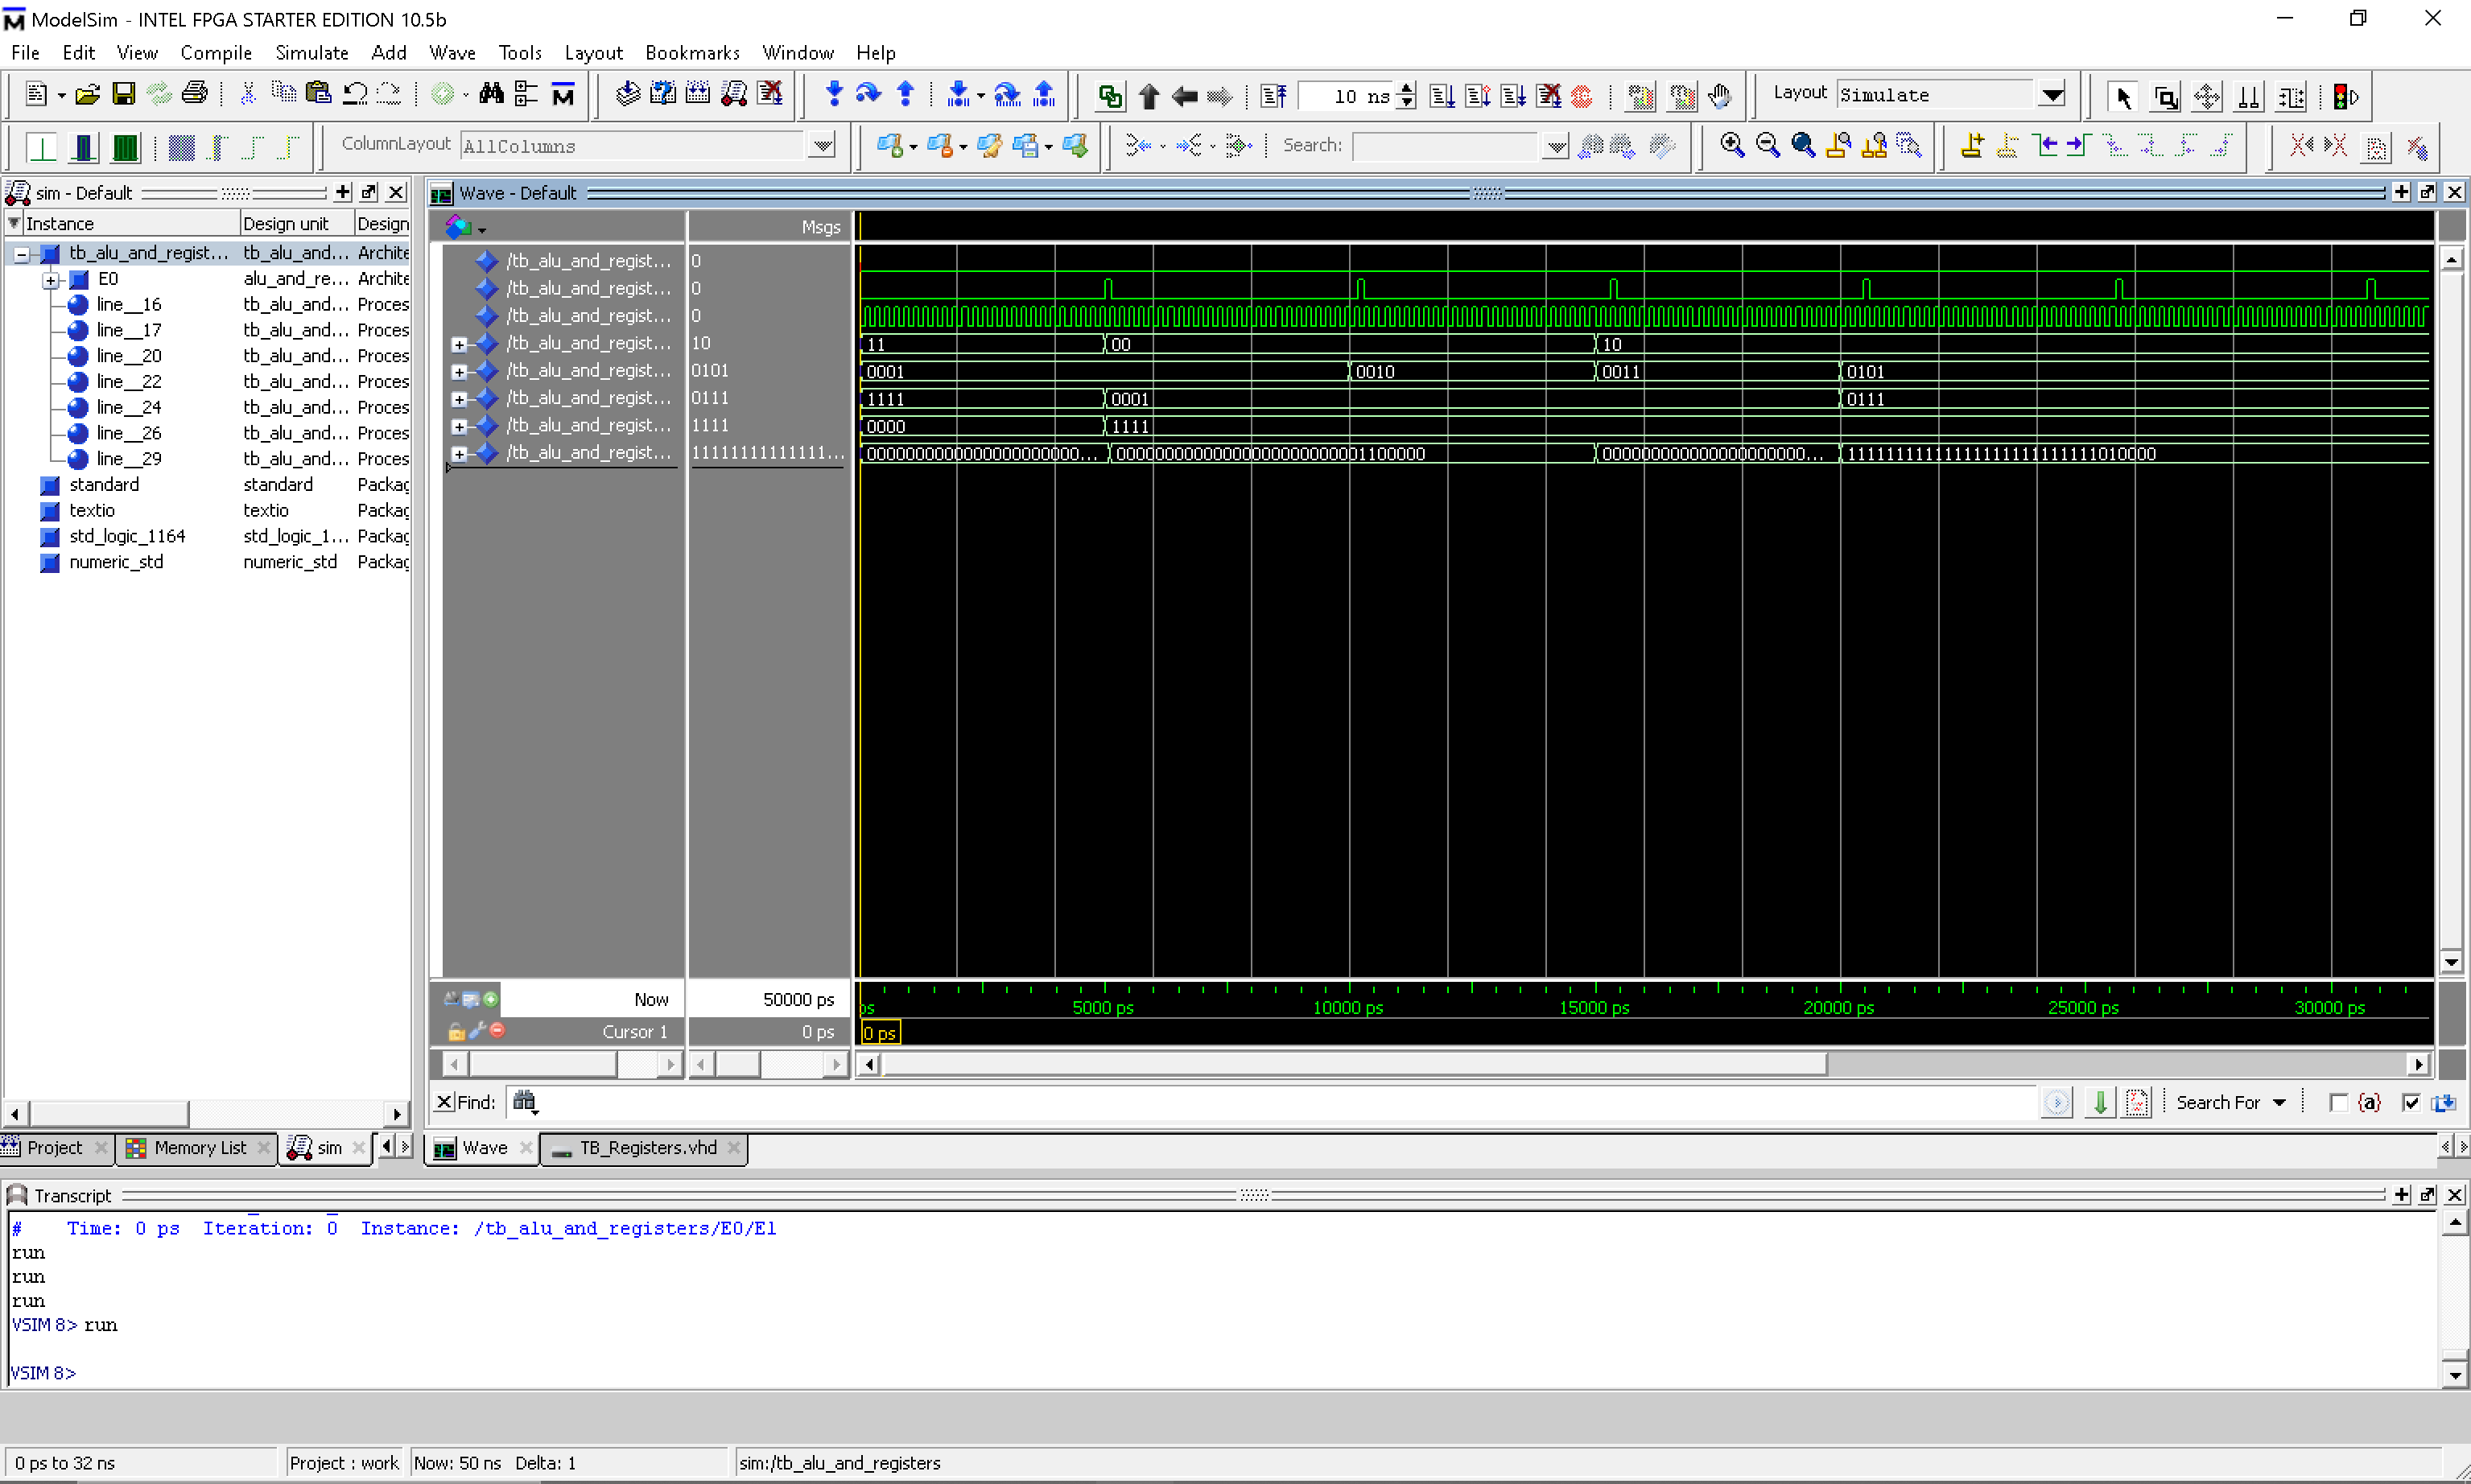 ModelSim - INTEL FPGA STARTER EDITION 10.5b
File Edit View Compile Simulate Add Wave Tools Layout Bookmarks Window Help
10 ns
Layout Simulate
ColumnLayout AllColumns
Search:
sim - Default
Instance Design unit Design
tb_alu_and_regist... tb_alu_and... Archite
E0 alu_and_re... Archite
line__16 tb_alu_and... Proces
line__17 tb_alu_and... Proces
line__20 tb_alu_and... Proces
line__22 tb_alu_and... Proces
line__24 tb_alu_and... Proces
line__26 tb_alu_and... Proces
line__29 tb_alu_and... Proces
standard standard Packag
textio textio Packag
std_logic_1164 std_logic_1... Packag
numeric_std numeric_std Packag
Wave - Default
Msgs
/tb_alu_and_regist... 0
/tb_alu_and_regist... 0
/tb_alu_and_regist... 0
/tb_alu_and_regist... 10 11 00 10
/tb_alu_and_regist... 0101 0001 0010 0011 0101
/tb_alu_and_regist... 0111 1111 0001 0111
/tb_alu_and_regist... 1111 0000 1111
/tb_alu_and_regist...
Now 50000 ps
ps 5000 ps 10000 ps 15000 ps 20000 ps 25000 ps 30000 ps
Cursor 1 0 ps 0 ps
Find:
Search For
{a}
Project Memory List sim
Wave TB_Registers.vhd
Transcript
# Time: 0 ps Iteration: 0 Instance: /tb_alu_and_registers/E0/E1
run
run
run
VSIM 8> run
VSIM 8>
0 ps to 32 ns Project : work Now: 50 ns Delta: 1 sim:/tb_alu_and_registers